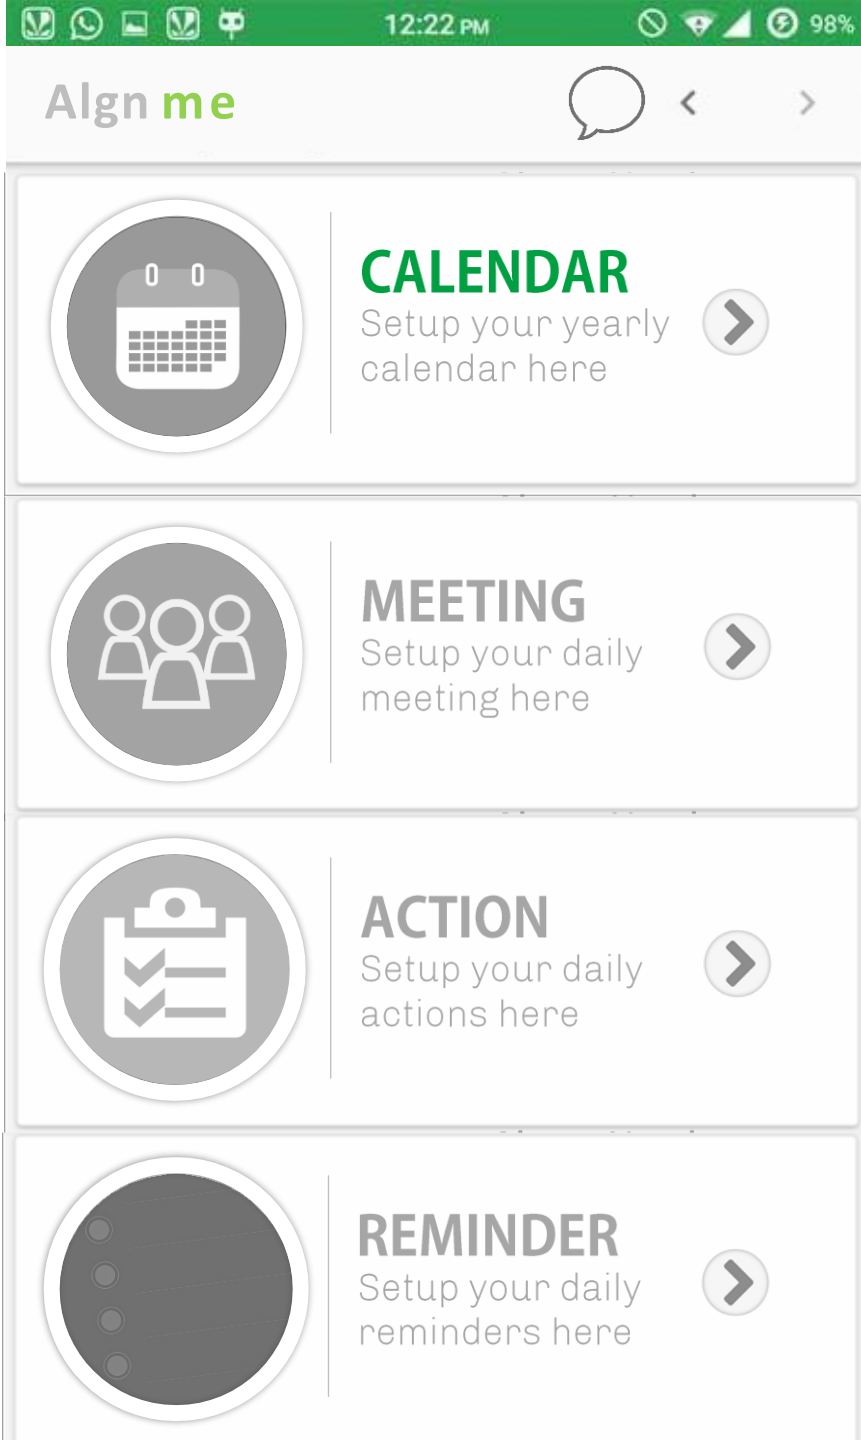 12:22 PM 98%
Algn me
CALENDAR
Setup your yearly
calendar here
MEETING
Setup your daily
meeting here
ACTION
Setup your daily
actions here
REMINDER
Setup your daily
reminders here